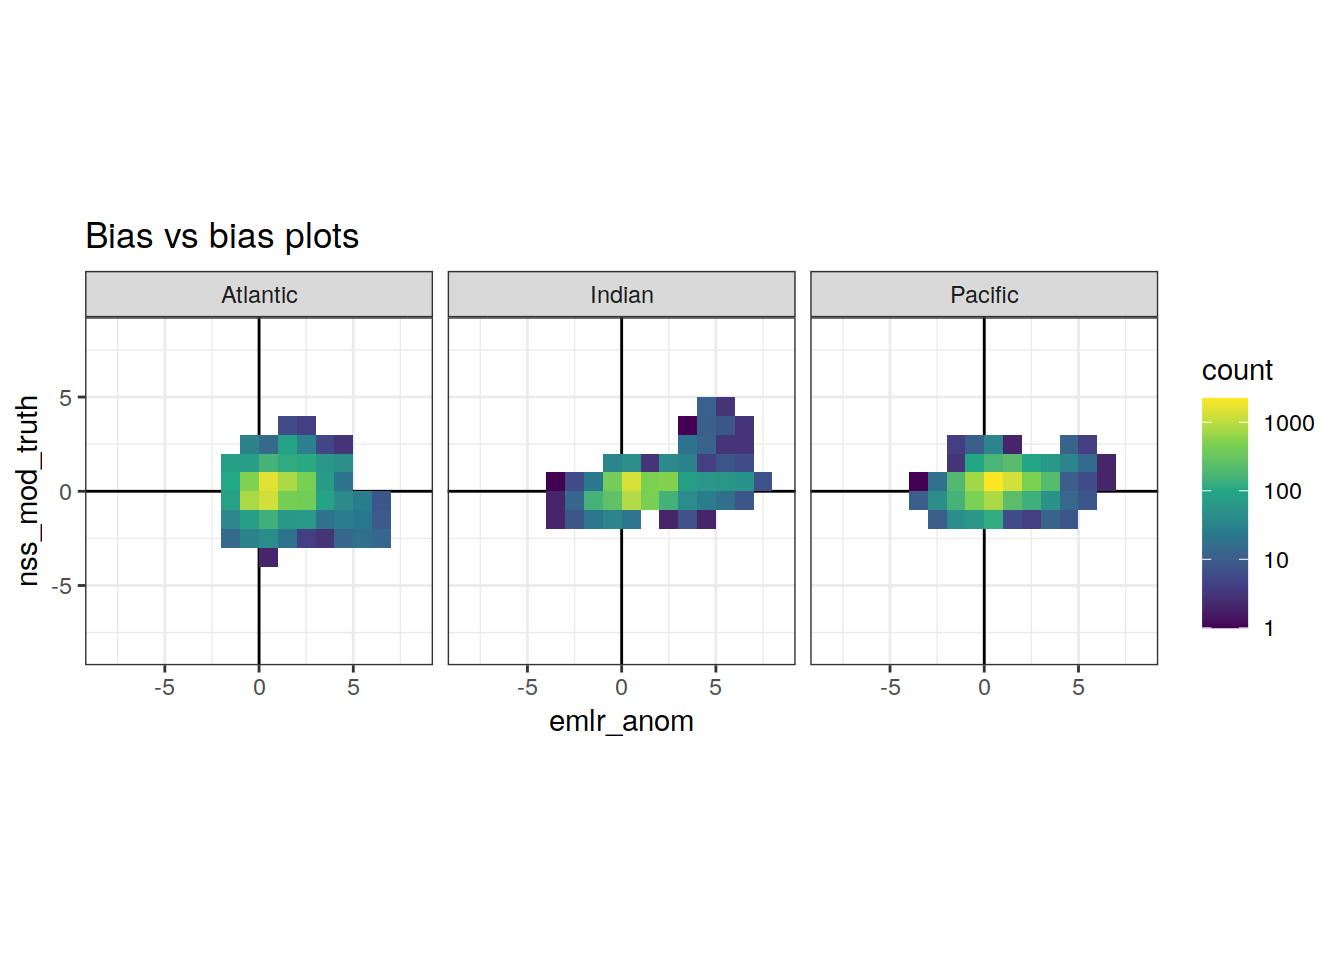 Bias vs bias plots
Atlantic
Indian
Pacific
nss_mod_truth
5
0
-5
-5 0 5
-5 0 5
-5 0 5
emlr_anom
count
1000
100
10
1